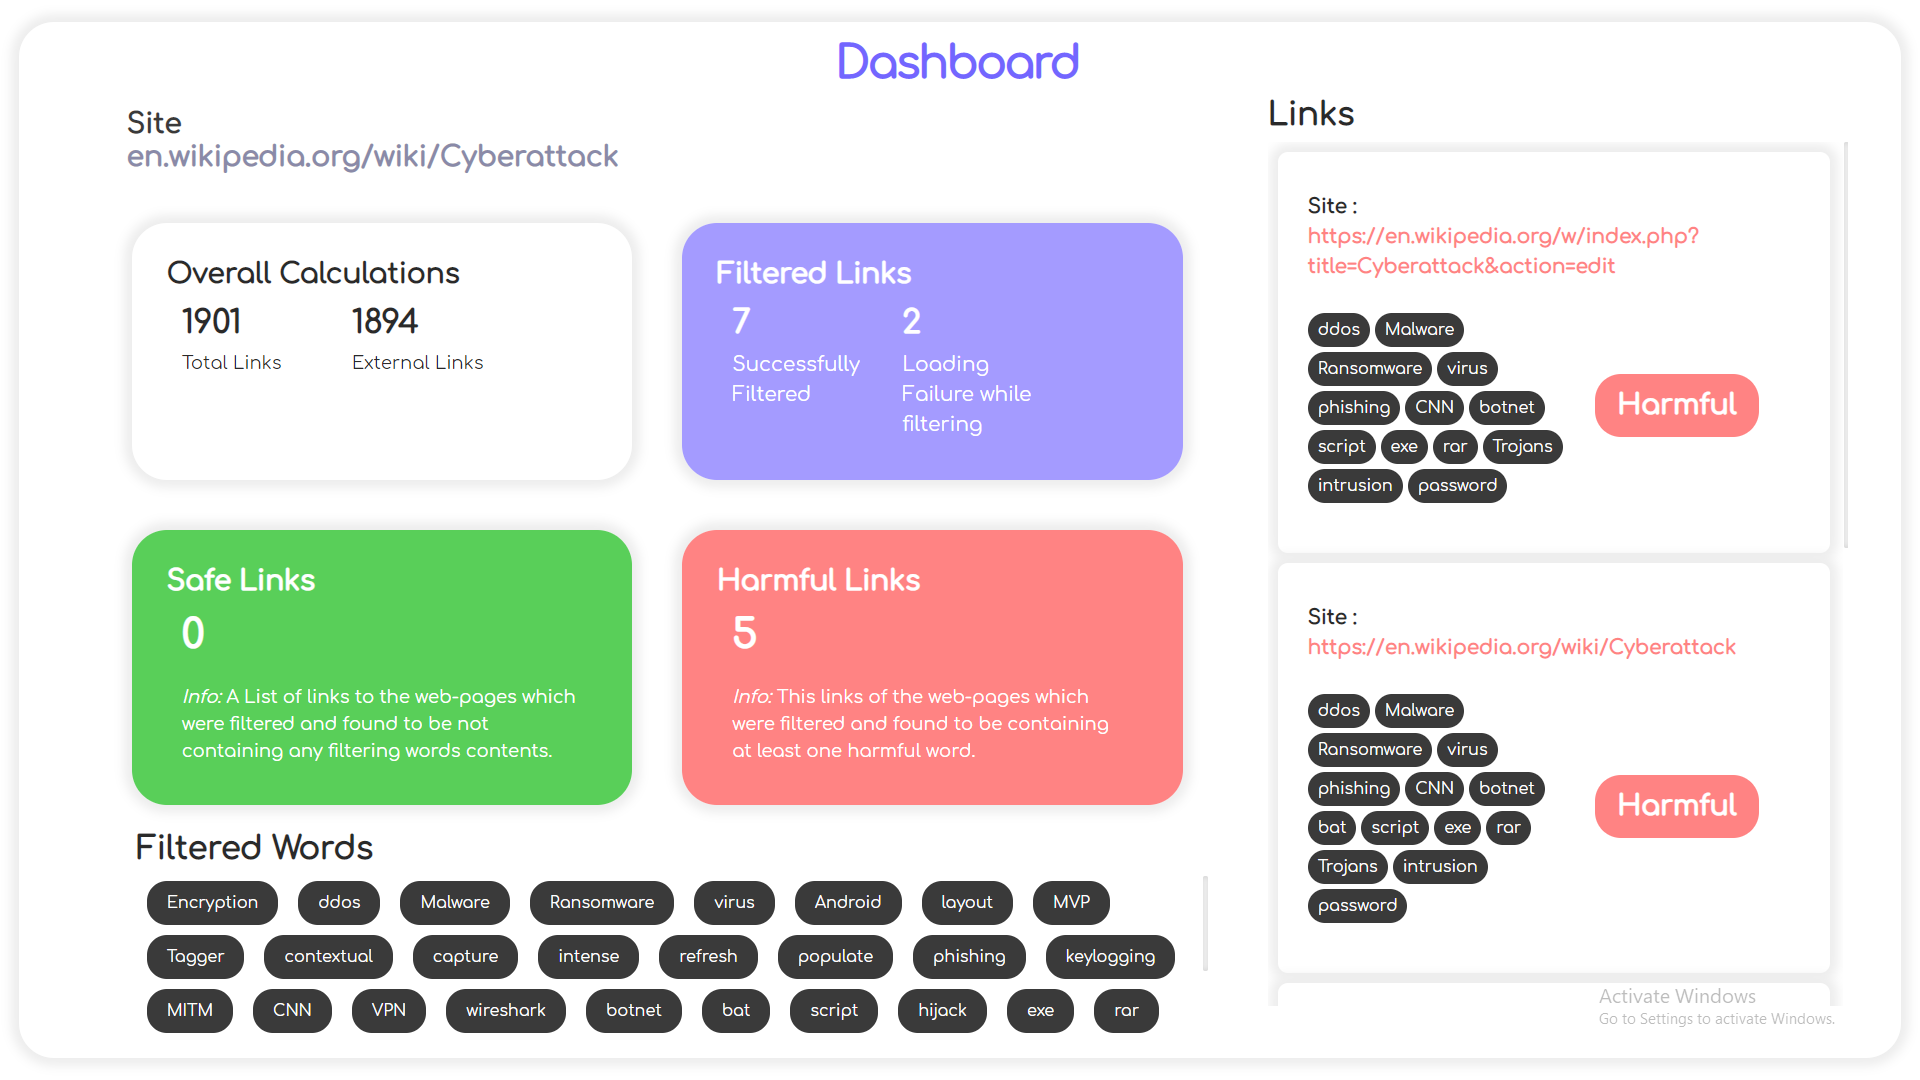 Dashboard
Site
en.wikipedia.org/wiki/Cyberattack
Overall Calculations
1901
Total Links
1894
External Links
Filtered Links
7
Successfully
Filtered
2
Loading
Failure while
filtering
Safe Links
0
Info: A List of links to the web-pages which
were filtered and found to be not
containing any filtering words contents.
Harmful Links
5
Info: This links of the web-pages which
were filtered and found to be containing
at least one harmful word.
Filtered Words
Encryption ddos Malware Ransomware virus Android layout MVP
Tagger contextual capture intense refresh populate phishing keylogging
MITM CNN VPN wireshark botnet bat script hijack exe rar
Links
Site :
https://en.wikipedia.org/w/index.php?
title=Cyberattack&action=edit
ddos Malware
Ransomware virus
phishing CNN botnet
script exe rar Trojans
intrusion password
Harmful
Site :
https://en.wikipedia.org/wiki/Cyberattack
ddos Malware
Ransomware virus
phishing CNN botnet
bat script exe rar
Trojans intrusion
password
Harmful
Activate Windows
Go to Settings to activate Windows.